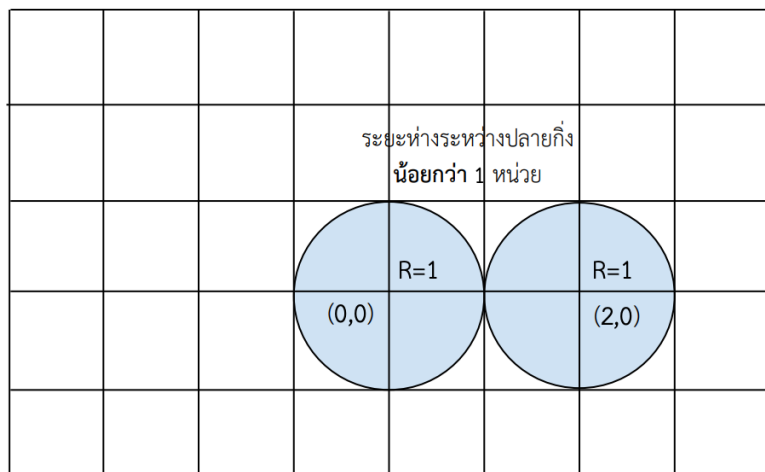 ระยะห่างระหว่างปลายกิ่ง
น้อยกว่า 1 หน่วย
R=1
R=1
(0,0)
(2,0)